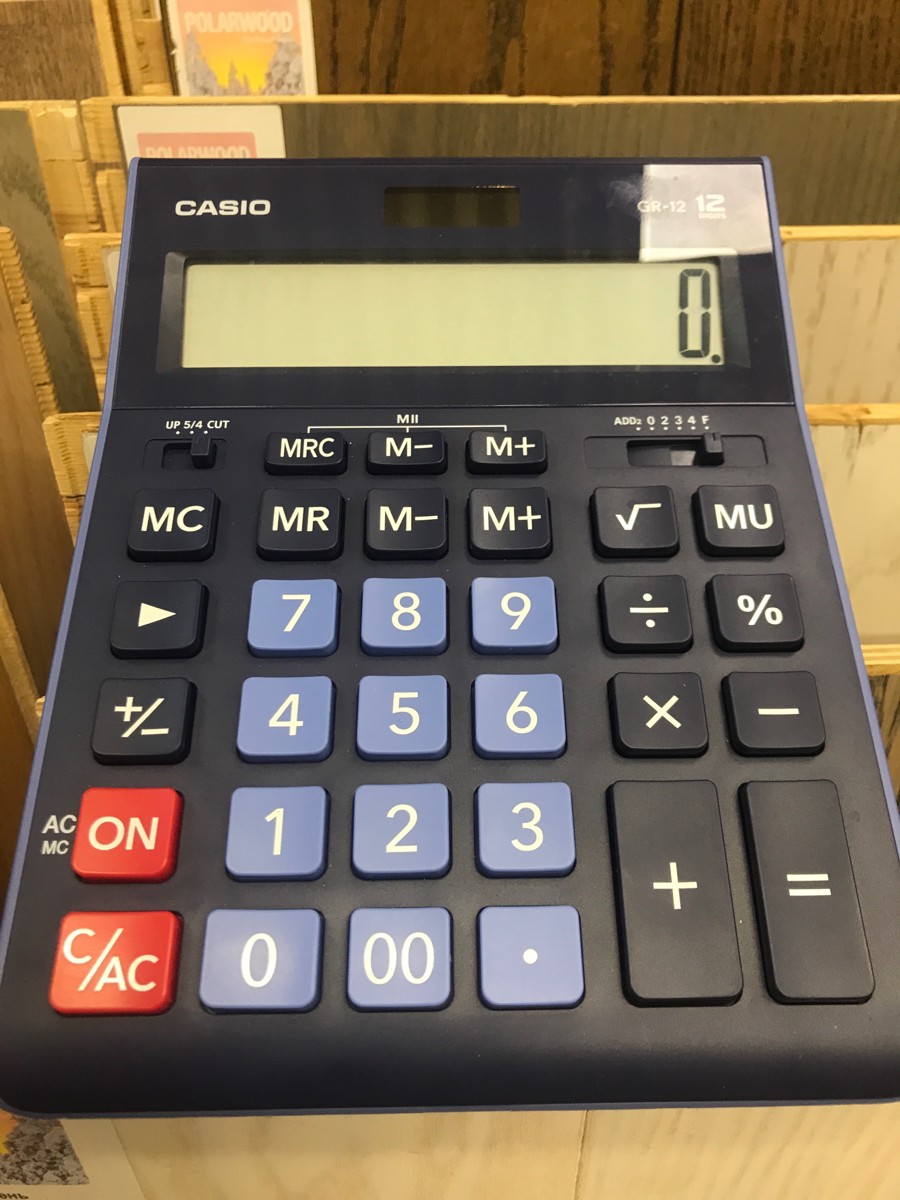 POLARWOOD
POLARWOOD
CASIO
GR-12 12
DIGITS
0.
UP 5/4 CUT
MII
ADD2 0 2 3 4 F
MRC M− M+
MC MR M− M+ √ MU
▶ 7 8 9 ÷ %
+/− 4 5 6 × −
AC
MC
ON 1 2 3 + =
C/AC 0 00 .